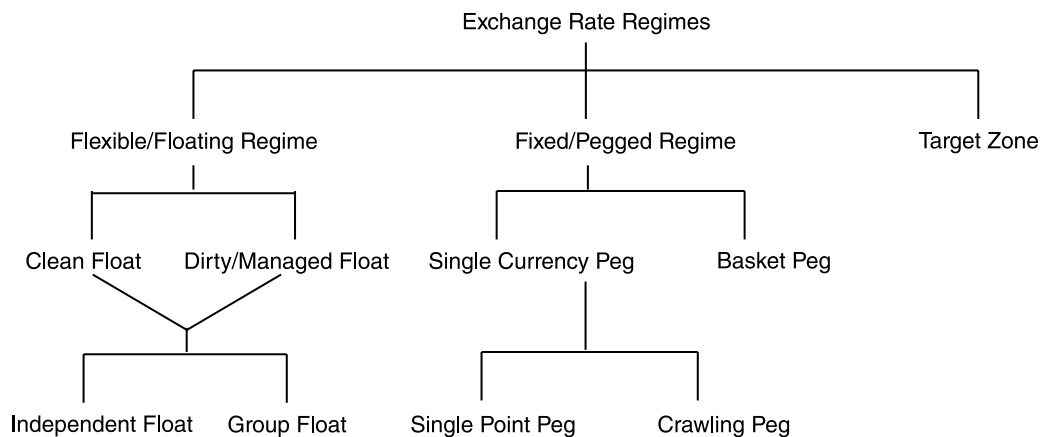 Exchange Rate Regimes
Flexible/Floating Regime
Fixed/Pegged Regime
Target Zone
Clean Float
Dirty/Managed Float
Single Currency Peg
Basket Peg
Independent Float
Group Float
Single Point Peg
Crawling Peg